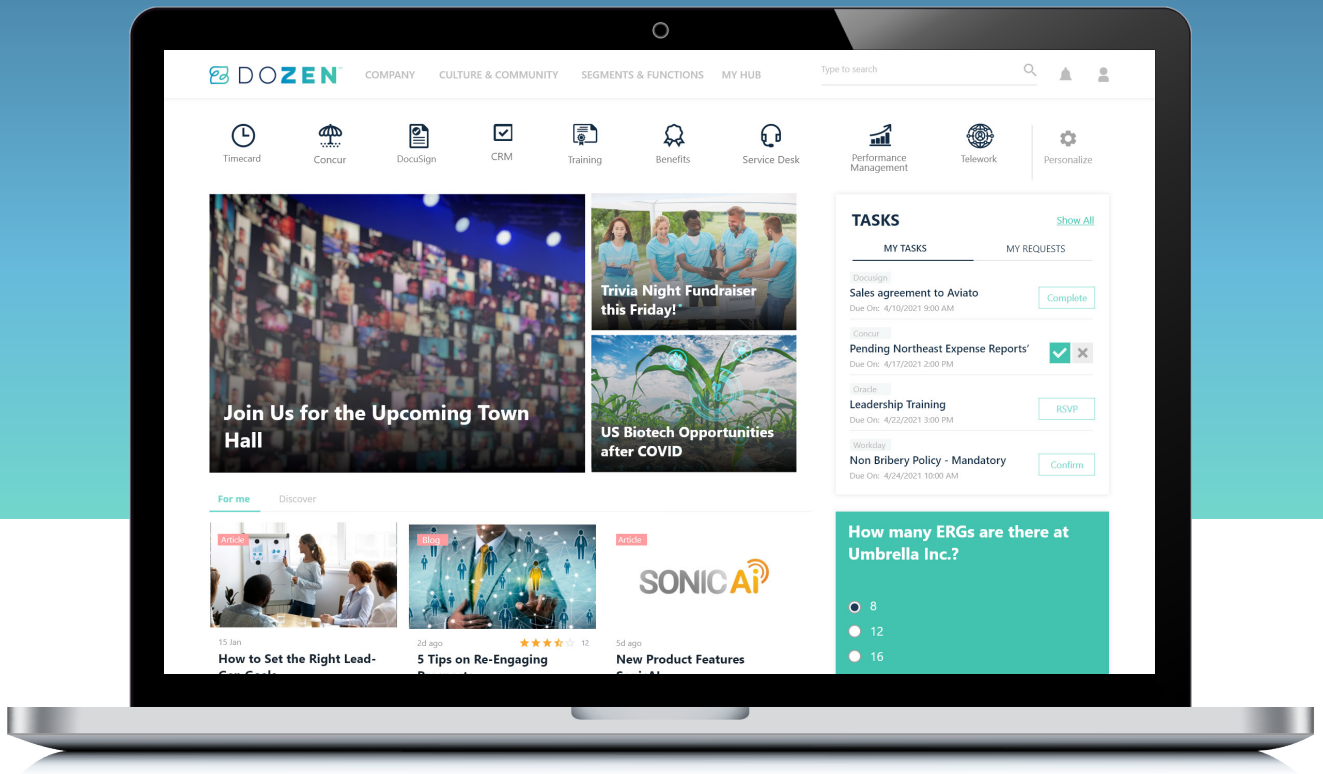 DOZEN™
COMPANY
CULTURE & COMMUNITY
SEGMENTS & FUNCTIONS
MY HUB
Type to search
Timecard
Concur
DocuSign
CRM
Training
Benefits
Service Desk
Performance
Management
Telework
Personalize
Join Us for the Upcoming Town
Hall
Trivia Night Fundraiser
this Friday!
US Biotech Opportunities
after COVID
TASKS
Show All
MY TASKS
MY REQUESTS
Docusign
Sales agreement to Aviato
Due On: 4/10/2021 9:00 AM
Complete
Concur
Pending Northeast Expense Reports'
Due On: 4/17/2021 2:00 PM
Oracle
Leadership Training
Due On: 4/22/2021 3:00 PM
RSVP
Workday
Non Bribery Policy - Mandatory
Due On: 4/24/2021 10:00 AM
Confirm
For me
Discover
Article
15 Jan
How to Set the Right Lead-
Blog
2d ago
12
5 Tips on Re-Engaging
Article
SONIC Ai
5d ago
New Product Features
How many ERGs are there at
Umbrella Inc.?
8
12
16